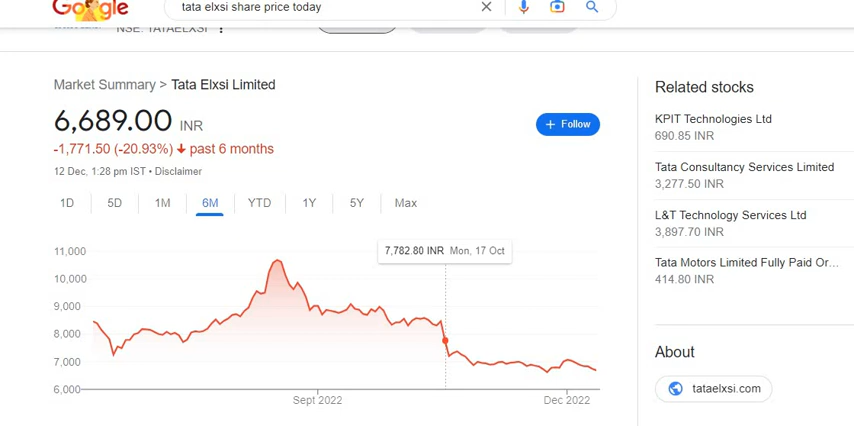 Google
tata elxsi share price today
NSE: TATAELXSI
Market Summary > Tata Elxsi Limited
6,689.00 INR
+ Follow
-1,771.50 (-20.93%) ↓ past 6 months
12 Dec, 1:28 pm IST • Disclaimer
1D 5D 1M 6M YTD 1Y 5Y Max
7,782.80 INR Mon, 17 Oct
11,000
10,000
9,000
8,000
7,000
6,000
Sept 2022
Dec 2022
Related stocks
KPIT Technologies Ltd
690.85 INR
Tata Consultancy Services Limited
3,277.50 INR
L&T Technology Services Ltd
3,897.70 INR
Tata Motors Limited Fully Paid Or...
414.80 INR
About
tataelxsi.com